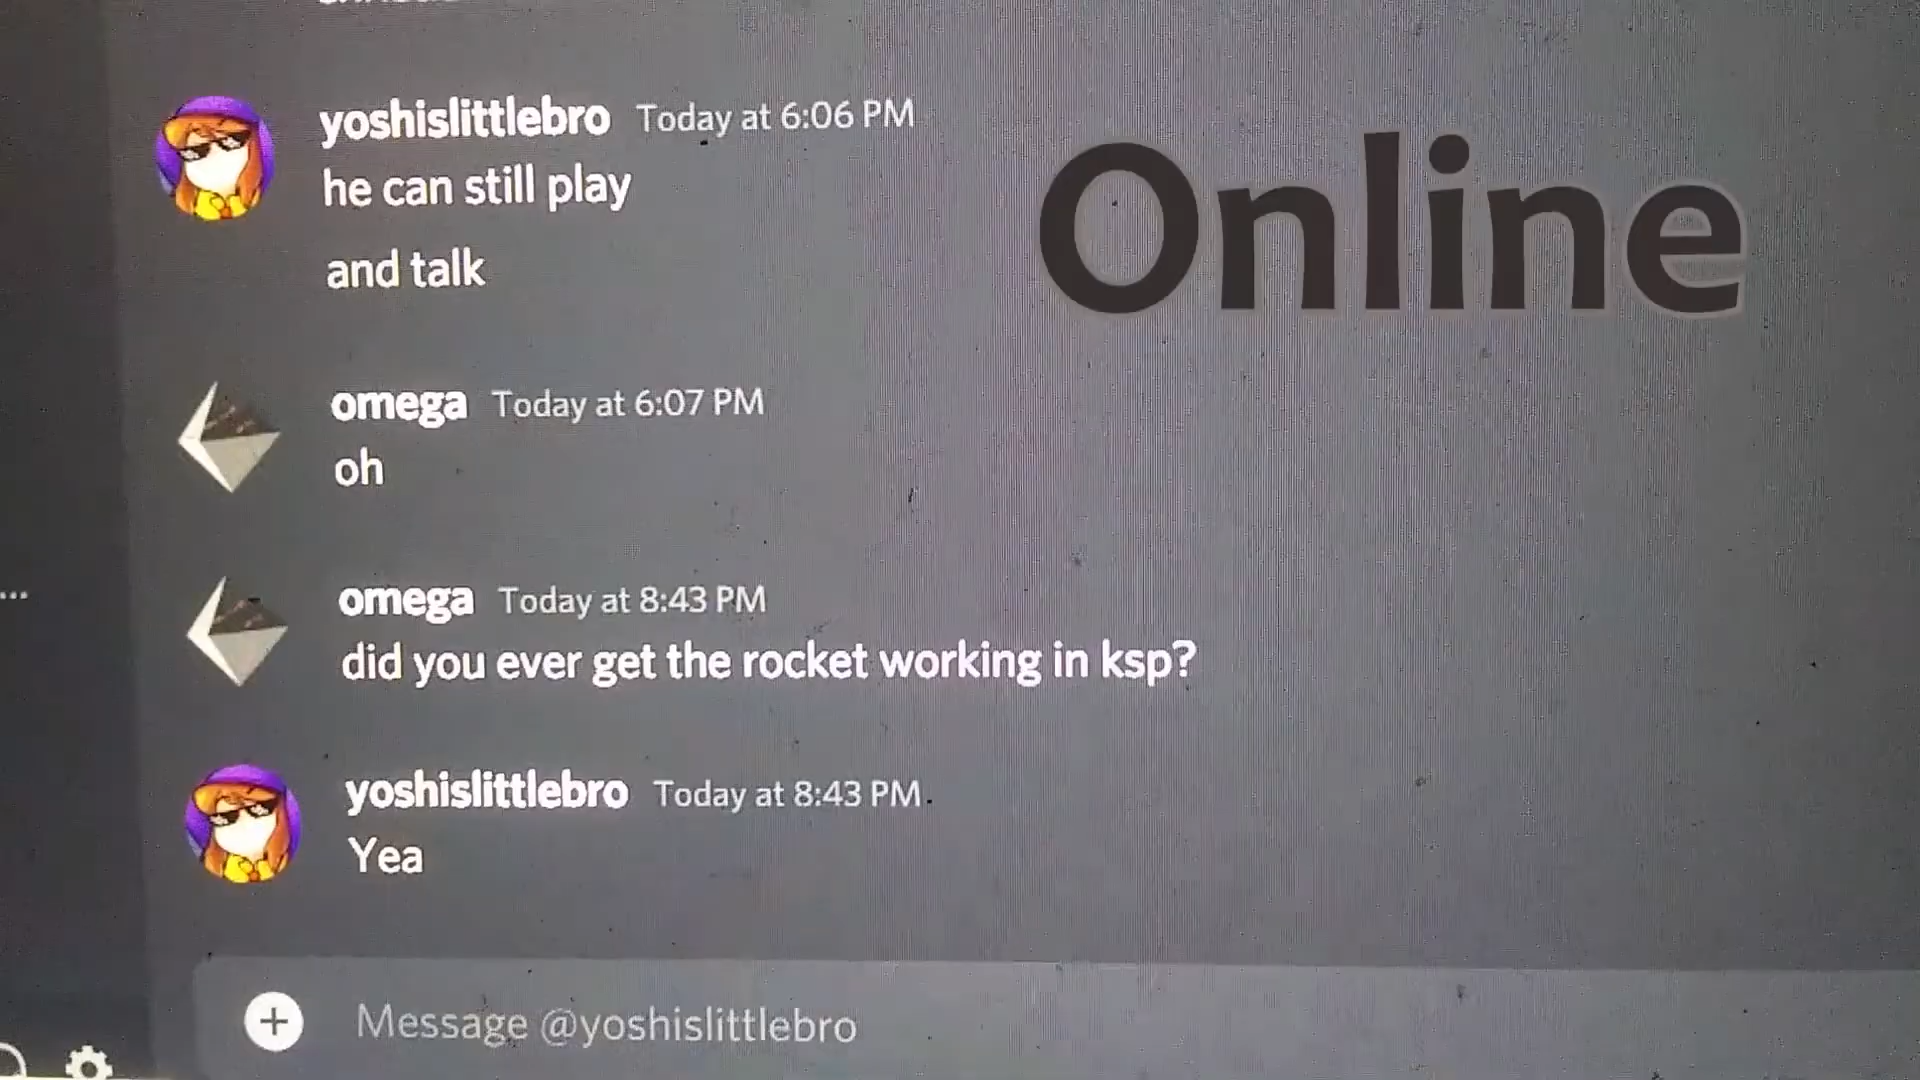 yoshislittlebro Today at 6:06 PM
he can still play
and talk
Online
omega Today at 6:07 PM
oh
omega Today at 8:43 PM
did you ever get the rocket working in ksp?
yoshislittlebro Today at 8:43 PM
Yea
Message @yoshislittlebro